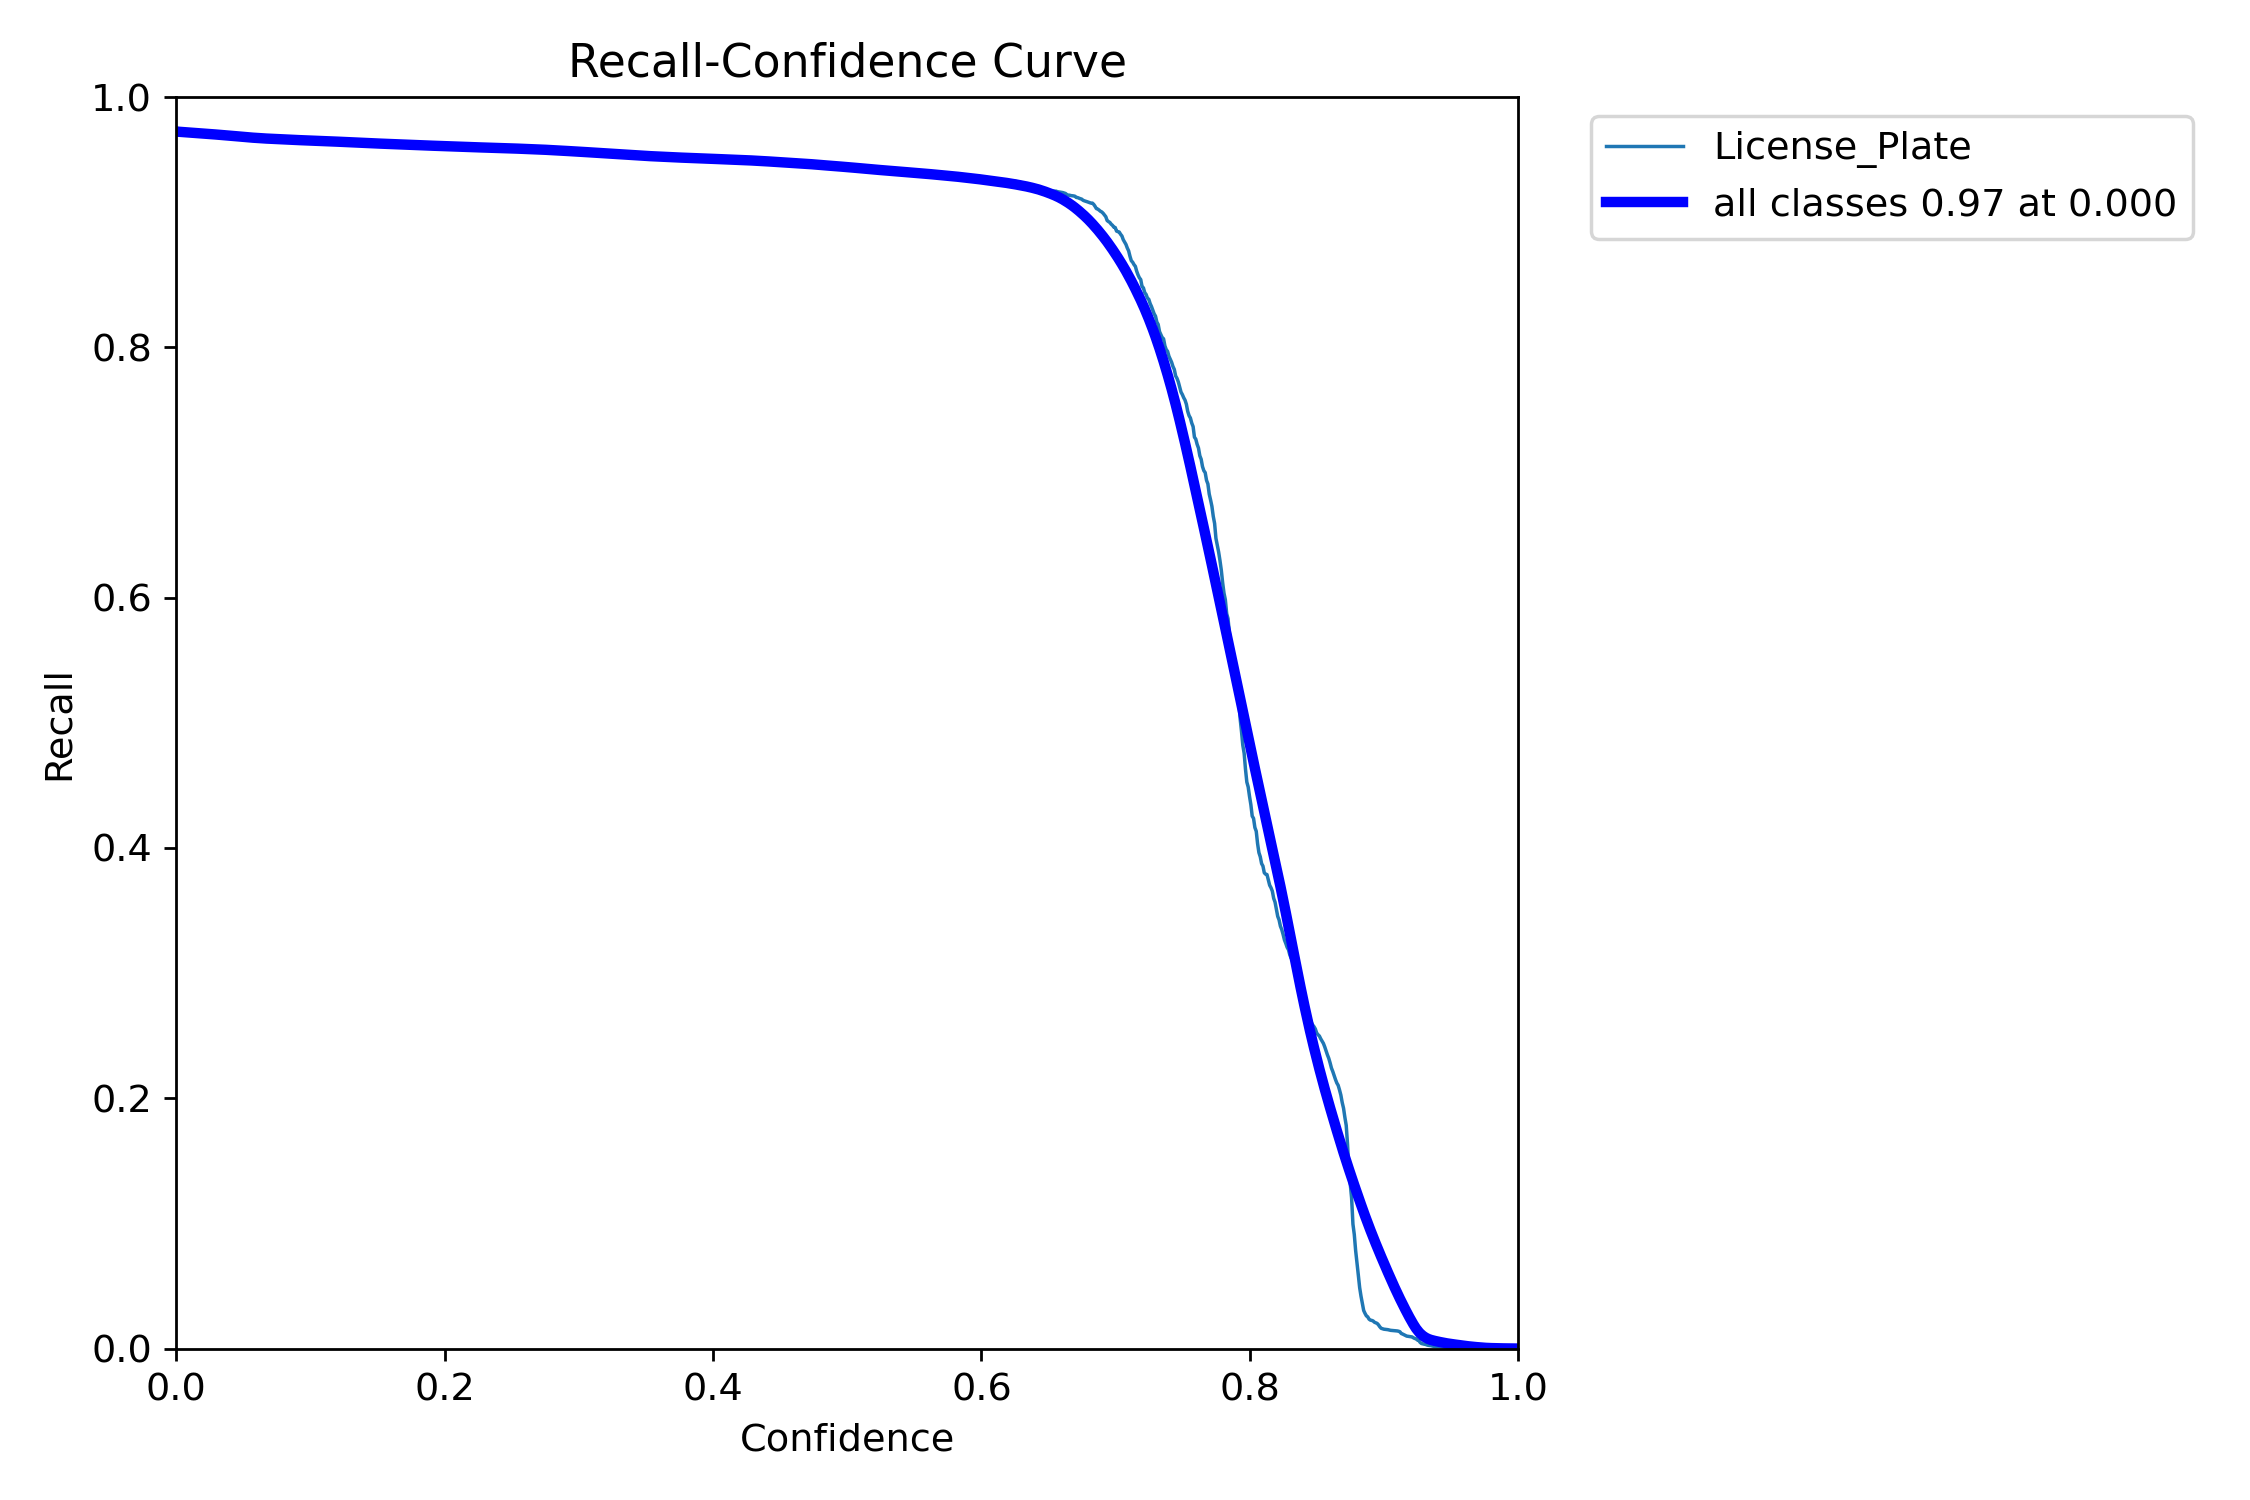 Recall-Confidence Curve
1.0
0.8
0.6
0.4
0.2
0.0
Recall
0.0 0.2 0.4 0.6 0.8 1.0
Confidence
License_Plate
all classes 0.97 at 0.000